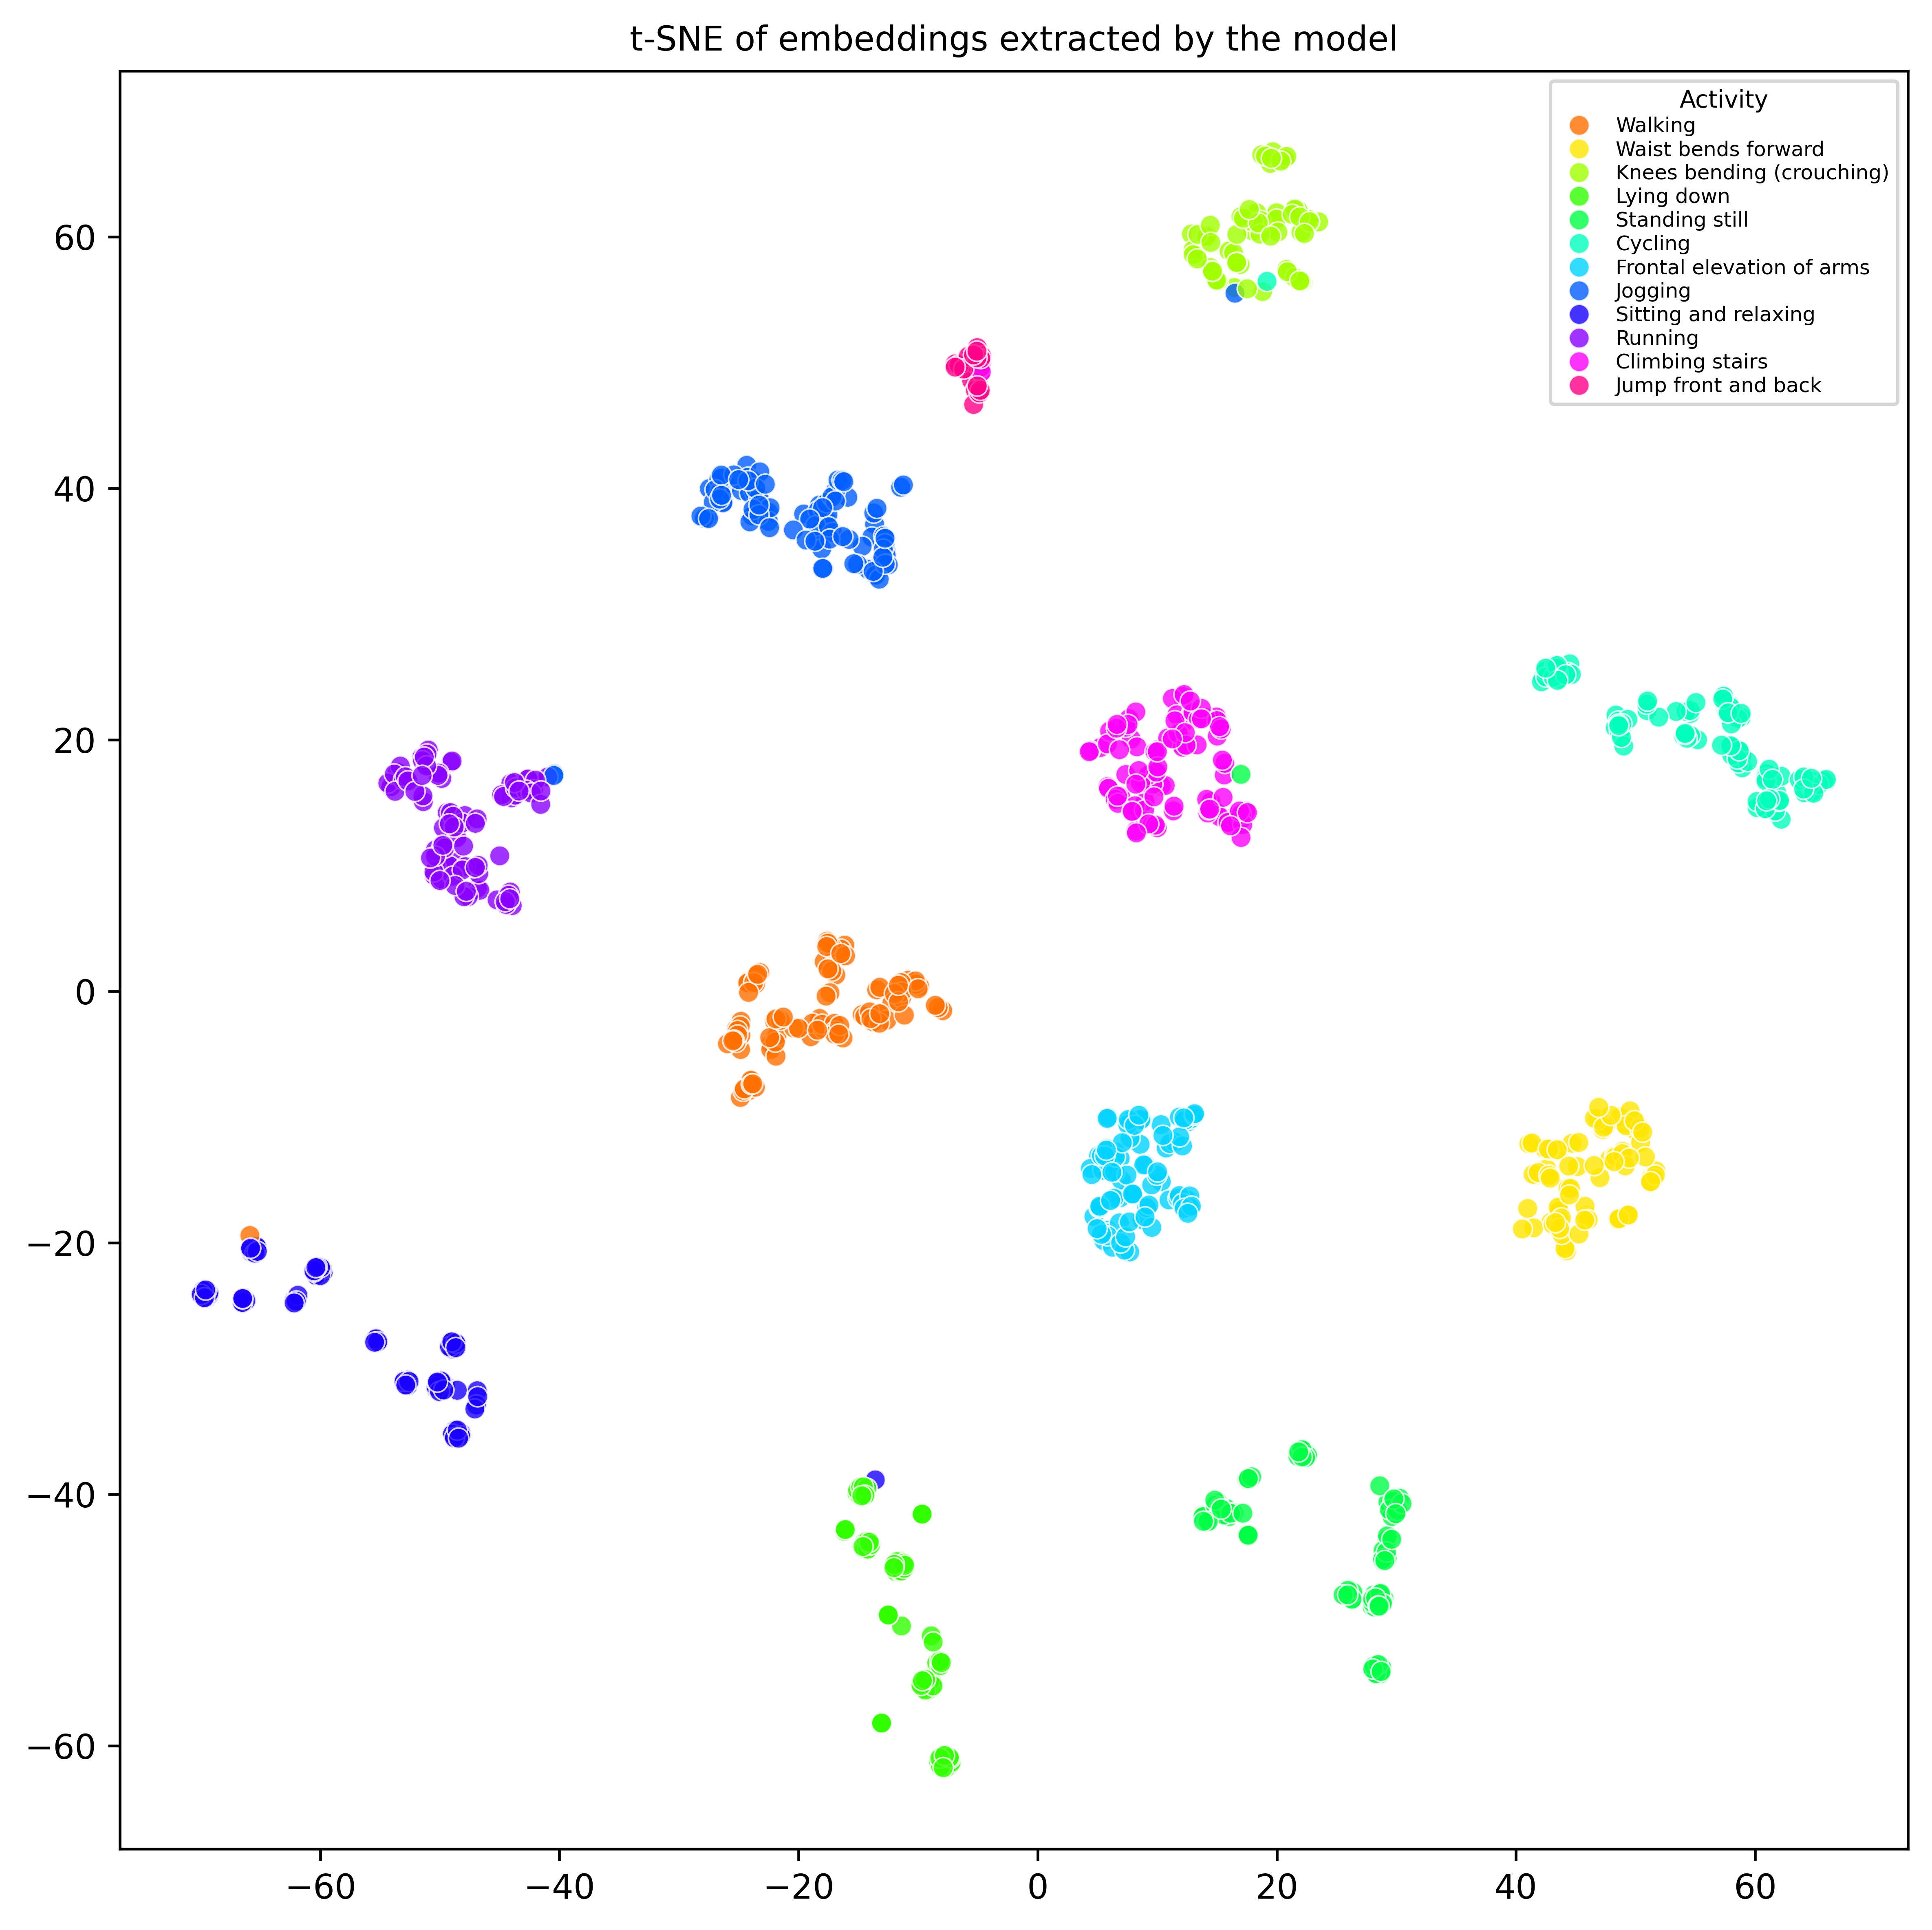 t-SNE of embeddings extracted by the model
Activity
Walking
Waist bends forward
Knees bending (crouching)
Lying down
Standing still
Cycling
Frontal elevation of arms
Jogging
Sitting and relaxing
Running
Climbing stairs
Jump front and back
60
40
20
0
−20
−40
−60
−60 −40 −20 0 20 40 60